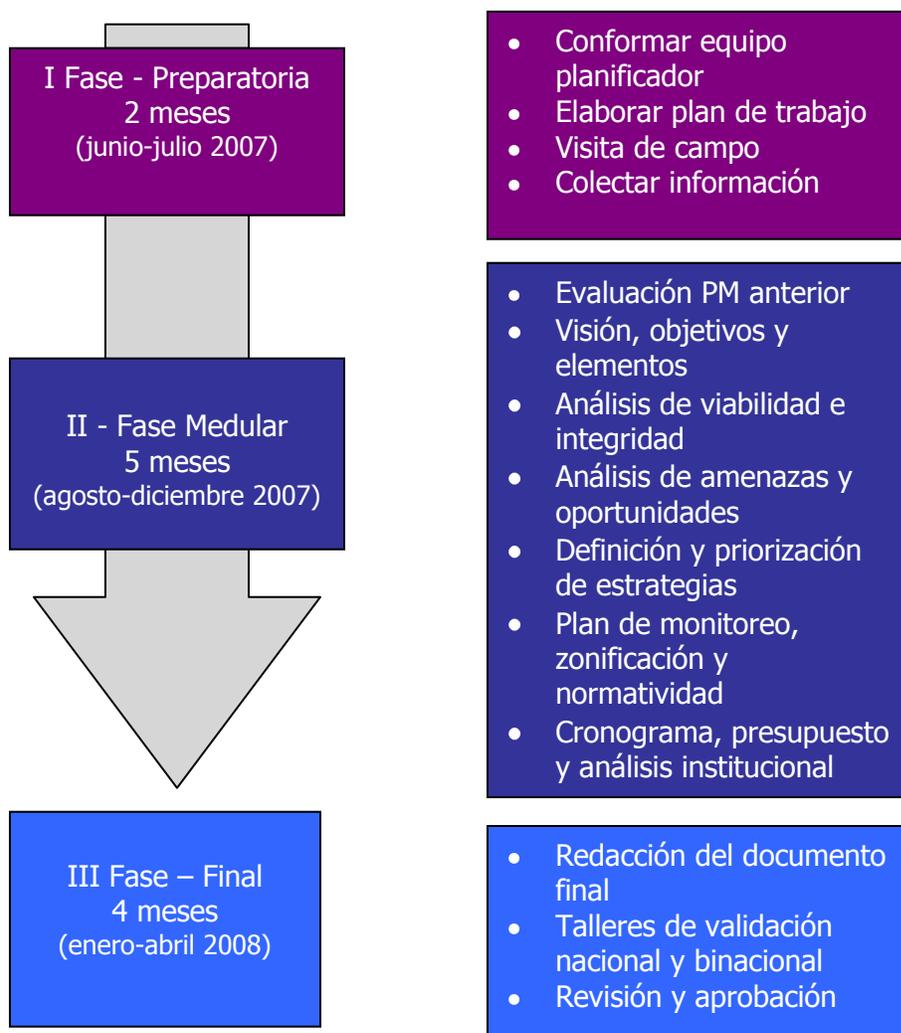 I Fase - Preparatoria
2 meses
(junio-julio 2007)
• Conformar equipo
planificador
• Elaborar plan de trabajo
• Visita de campo
• Colectar información
II - Fase Medular
5 meses
(agosto-diciembre 2007)
• Evaluación PM anterior
• Visión, objetivos y
elementos
• Análisis de viabilidad e
integridad
• Análisis de amenazas y
oportunidades
• Definición y priorización
de estrategias
• Plan de monitoreo,
zonificación y
normatividad
• Cronograma, presupuesto
y análisis institucional
III Fase – Final
4 meses
(enero-abril 2008)
• Redacción del documento
final
• Talleres de validación
nacional y binacional
• Revisión y aprobación